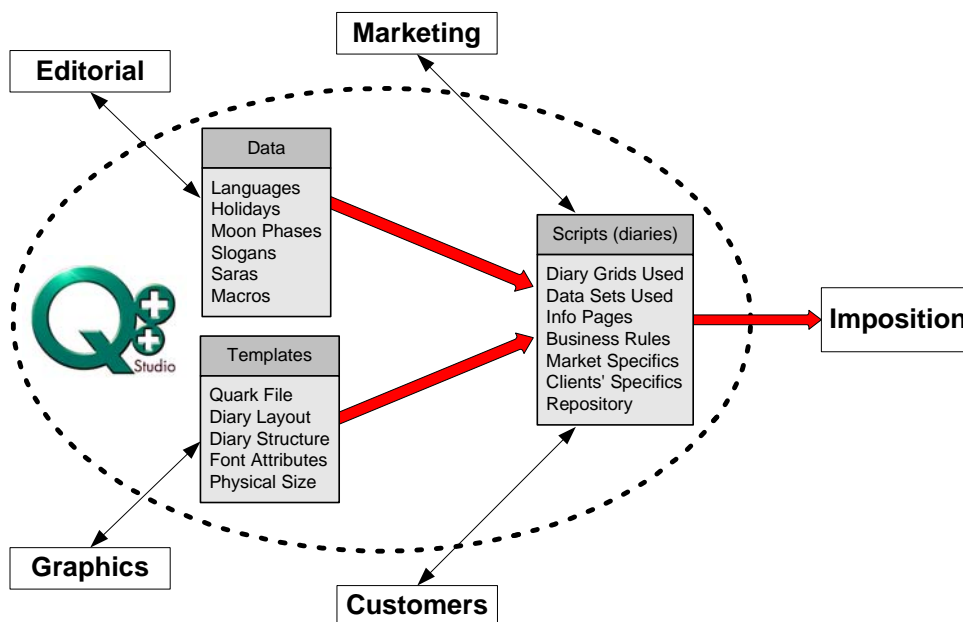 Marketing
Editorial
Data
Languages
Holidays
Moon Phases
Slogans
Saras
Macros
Scripts (diaries)
Diary Grids Used
Data Sets Used
Info Pages
Business Rules
Market Specifics
Clients' Specifics
Repository
Imposition
Q++
Studio
Templates
Quark File
Diary Layout
Diary Structure
Font Attributes
Physical Size
Graphics
Customers